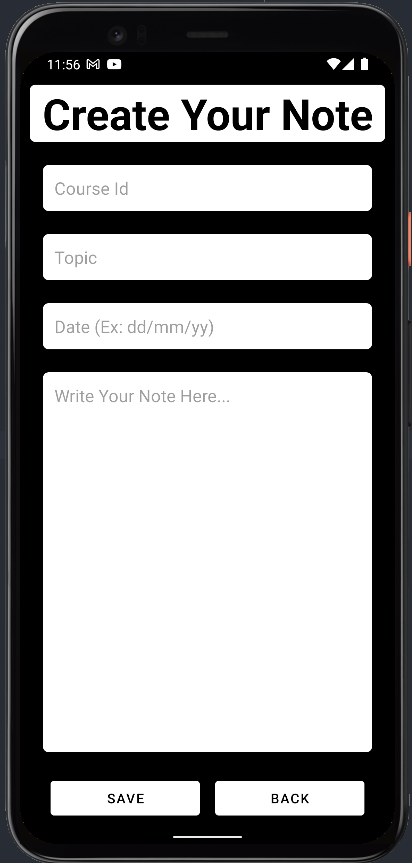 11:56
Create Your Note
Course Id
Topic
Date (Ex: dd/mm/yy)
Write Your Note Here...
SAVE BACK